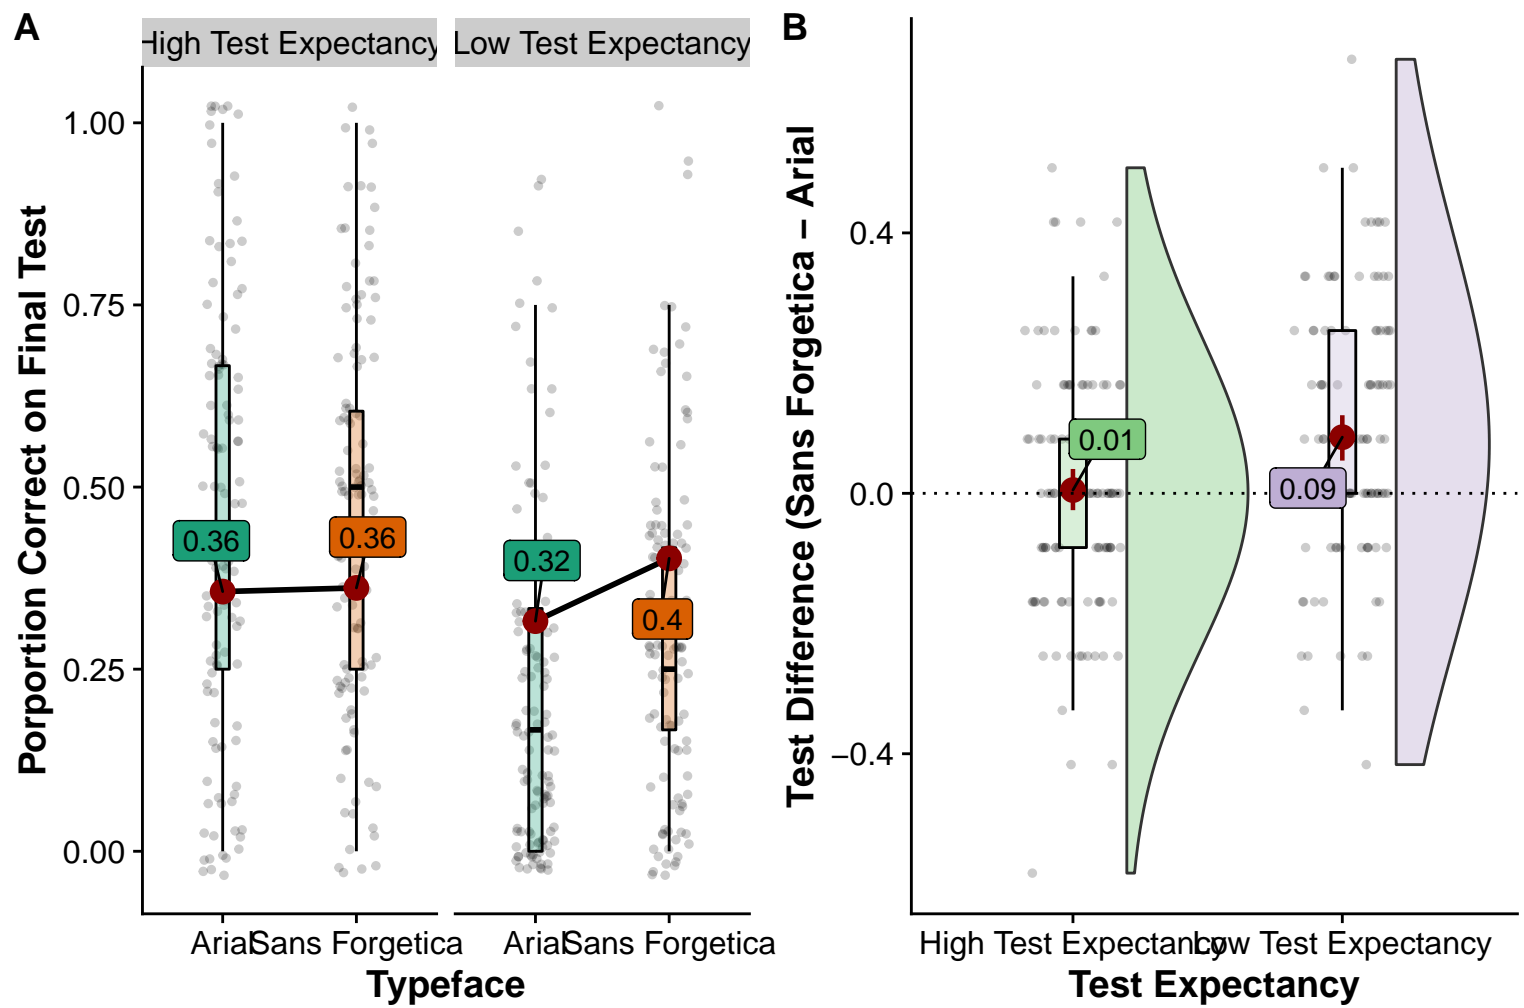 A
High Test Expectancy
Low Test Expectancy
Porportion Correct on Final Test
1.00
0.75
0.50
0.25
0.00
0.36
0.36
0.32
0.4
Arial
Sans Forgetica
Arial
Sans Forgetica
Typeface
B
Test Difference (Sans Forgetica – Arial
0.4
0.0
−0.4
0.01
0.09
High Test Expectancy
Low Test Expectancy
Test Expectancy